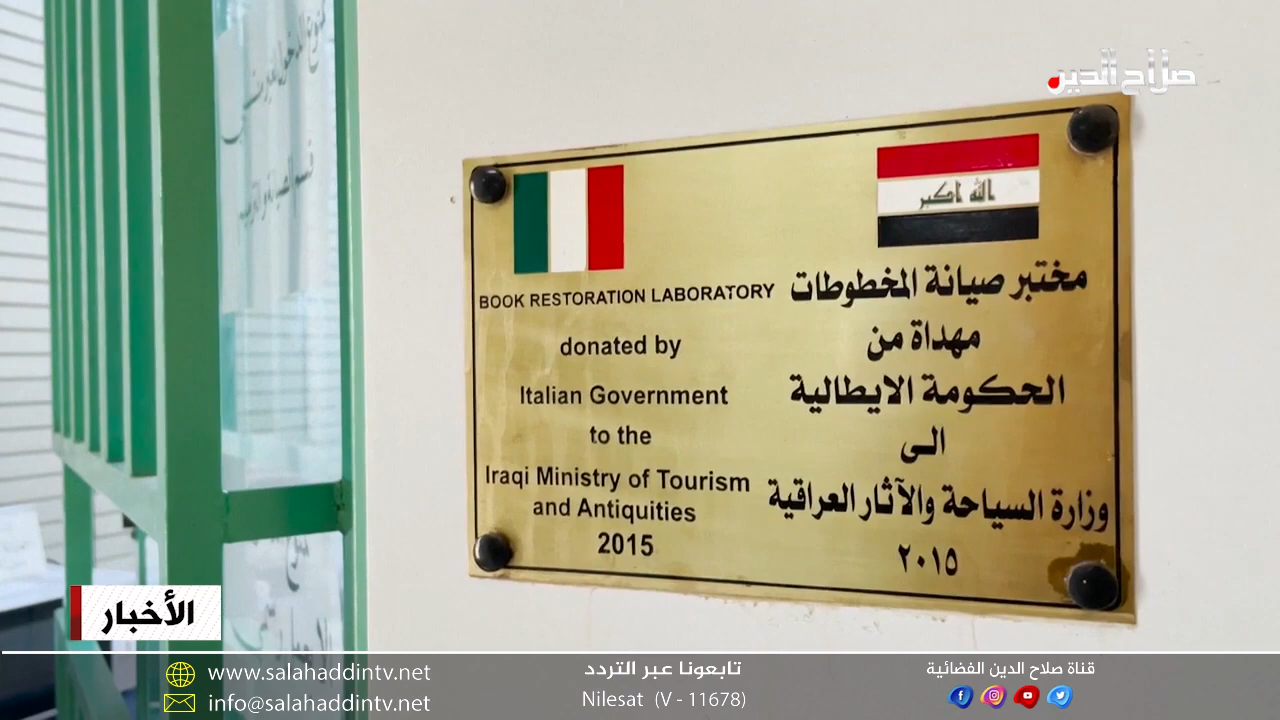 صلاح الدين
ممنوع الدخول
الله اكبر
BOOK RESTORATION LABORATORY
donated by
Italian Government
to the
Iraqi Ministry of Tourism
and Antiquities
2015
مختبر صيانة المخطوطات
مهداة من
الحكومة الايطالية
الى
وزارة السياحة والآثار العراقية
٢٠١٥
الأخبار
www.salahaddintv.net
info@salahaddintv.net
تابعونا عبر التردد
Nilesat (V - 11678)
قناة صلاح الدين الفضائية